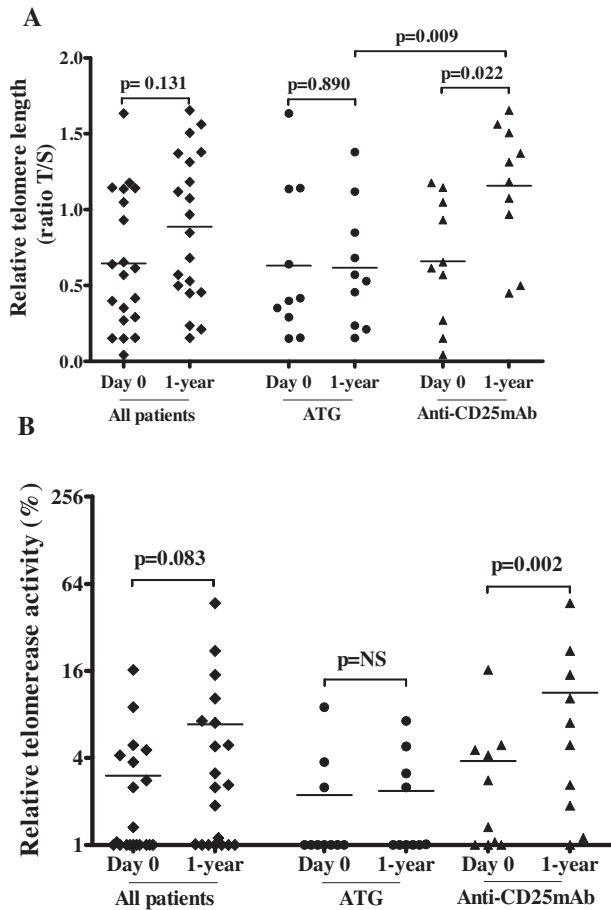 A
p=0.009
p= 0.131 p=0.890 p=0.022
Relative telomere length
(ratio T/S)
2.0
1.5
1.0
0.5
0.0
Day 0 1-year Day 0 1-year Day 0 1-year
All patients ATG Anti-CD25mAb
B
Relative telomerease activity (%)
256
64
16
4
1
p=0.083 p=NS p=0.002
Day 0 1-year Day 0 1-year Day 0 1-year
All patients ATG Anti-CD25mAb